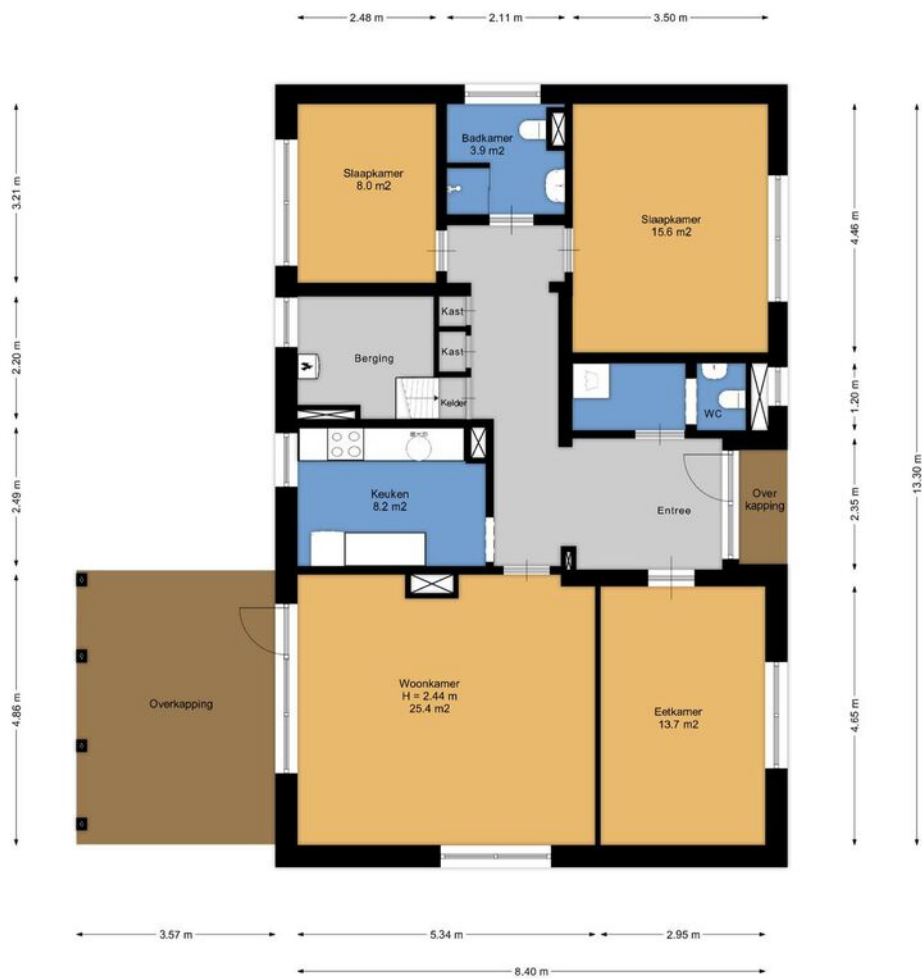 2.48 m
2.11 m
3.50 m
Badkamer
3.9 m2
Slaapkamer
8.0 m2
Slaapkamer
15.6 m2
3.21 m
4.46 m
13.30 m
Kast
Kast
Berging
Kelder
2.20 m
1.20 m
WC
Keuken
8.2 m2
2.49 m
Entree
Over
kapping
2.35 m
Woonkamer
H = 2.44 m
25.4 m2
Overkapping
Eetkamer
13.7 m2
4.86 m
4.65 m
3.57 m
5.34 m
2.95 m
8.40 m